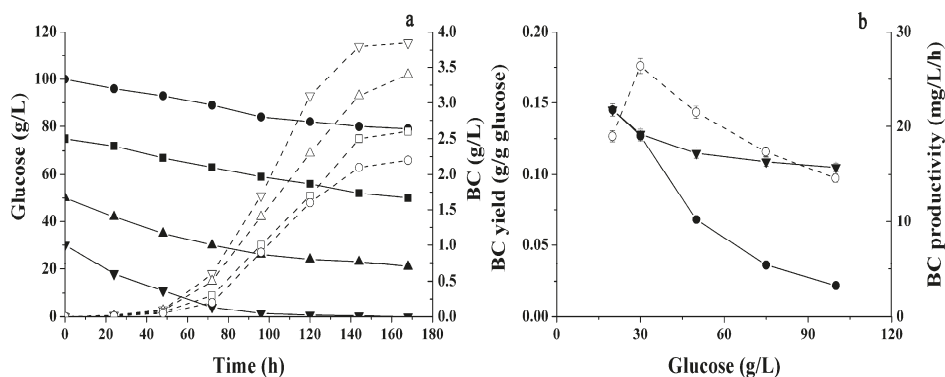 a
b
Glucose (g/L)
120
100
80
60
40
20
0
0 20 40 60 80 100 120 140 160 180
Time (h)
4.0
3.5
3.0
2.5
2.0
1.5
1.0
0.5
0.0
BC (g/L)
BC yield (g/g glucose)
0.20
0.15
0.10
0.05
0.00
0 30 60 90 120
Glucose (g/L)
30
20
10
0
BC productivity (mg/L/h)